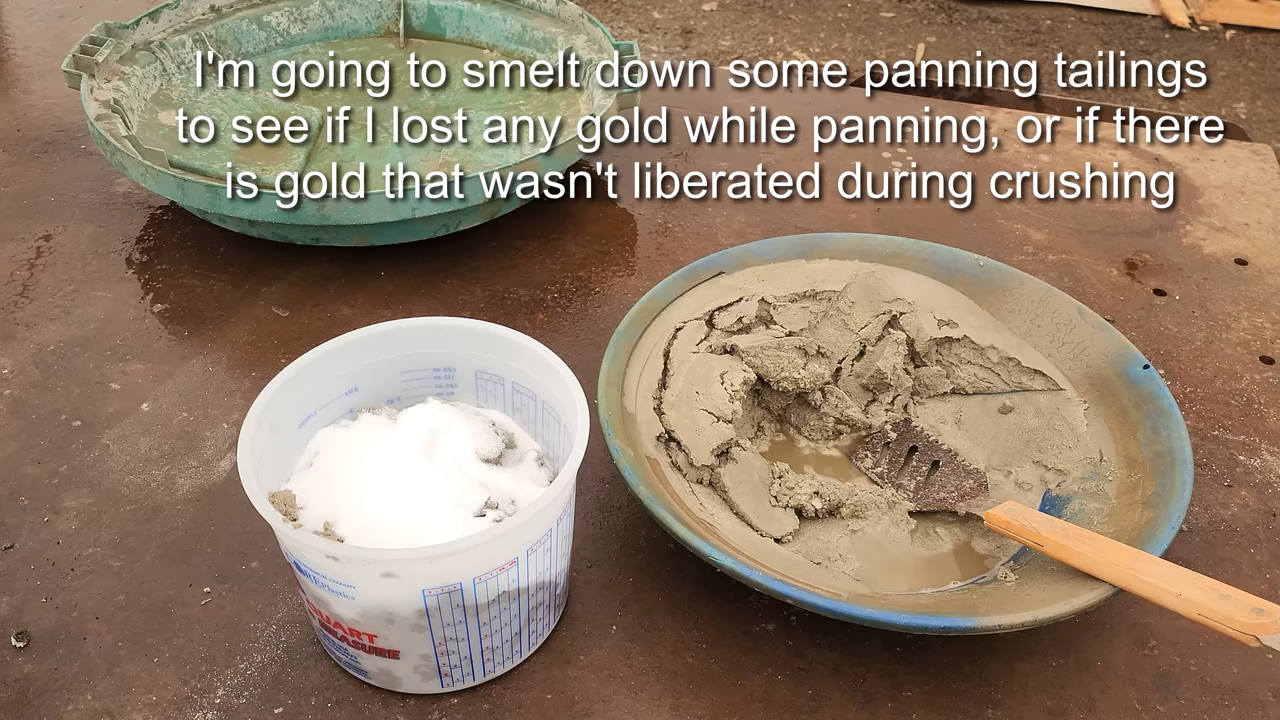 I'm going to smelt down some panning tailings
to see if I lost any gold while panning, or if there
is gold that wasn't liberated during crushing
Plastics
QUART
MEASURE